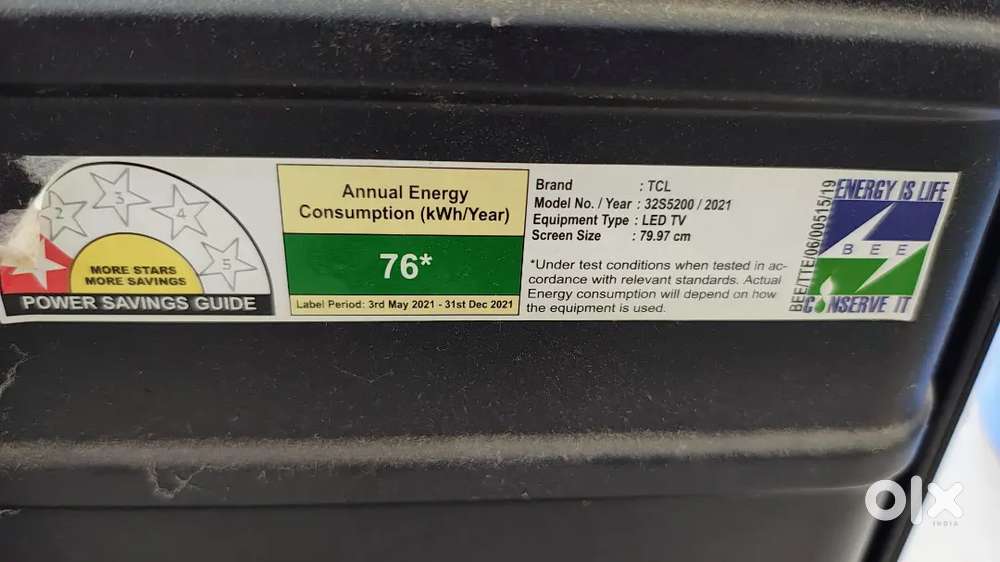 2
3
4
5
MORE STARS
MORE SAVINGS
POWER SAVINGS GUIDE
Annual Energy
Consumption (kWh/Year)
76*
Label Period: 3rd May 2021 - 31st Dec 2021
Brand : TCL
Model No. / Year : 32S5200 / 2021
Equipment Type : LED TV
Screen Size : 79.97 cm
*Under test conditions when tested in ac-
cordance with relevant standards. Actual
Energy consumption will depend on how
the equipment is used.
BEE/TTE/06/00515/19
ENERGY IS LIFE
BEE
CONSERVE IT
olx
INDIA